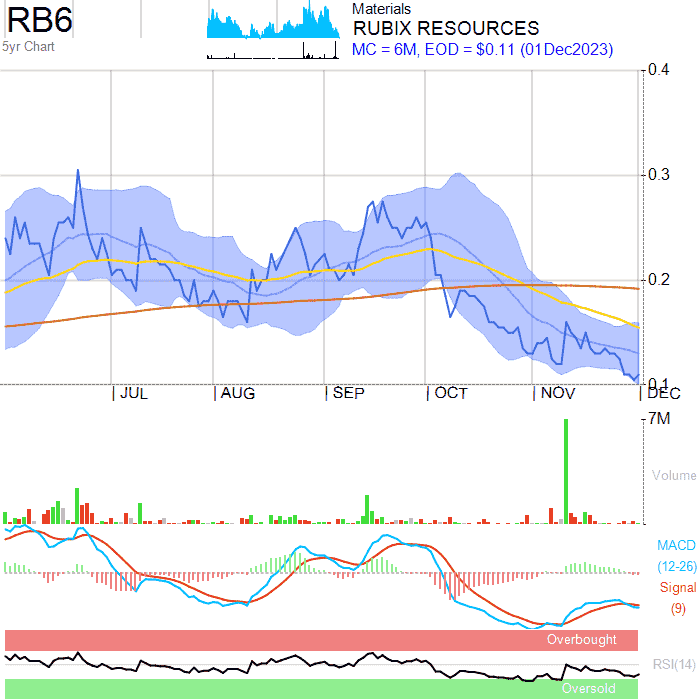 RB6
5yr Chart
Materials
RUBIX RESOURCES
MC = 6M, EOD = $0.11 (01Dec2023)
0.4
0.3
0.2
0.1
JUL AUG SEP OCT NOV DEC
7M
Volume
MACD
(12-26)
Signal
(9)
Overbought
RSI(14)
Oversold